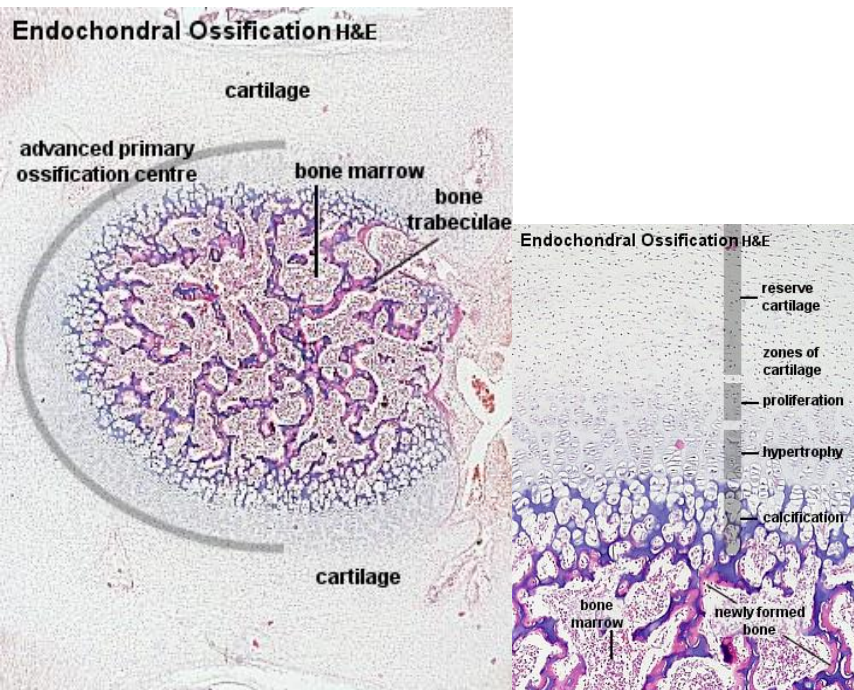 Endochondral Ossification H&E
cartilage
advanced primary
ossification centre
bone marrow
bone
trabeculae
cartilage
Endochondral Ossification H&E
reserve
cartilage
zones of
cartilage
proliferation
hypertrophy
calcification
bone
marrow
newly formed
bone